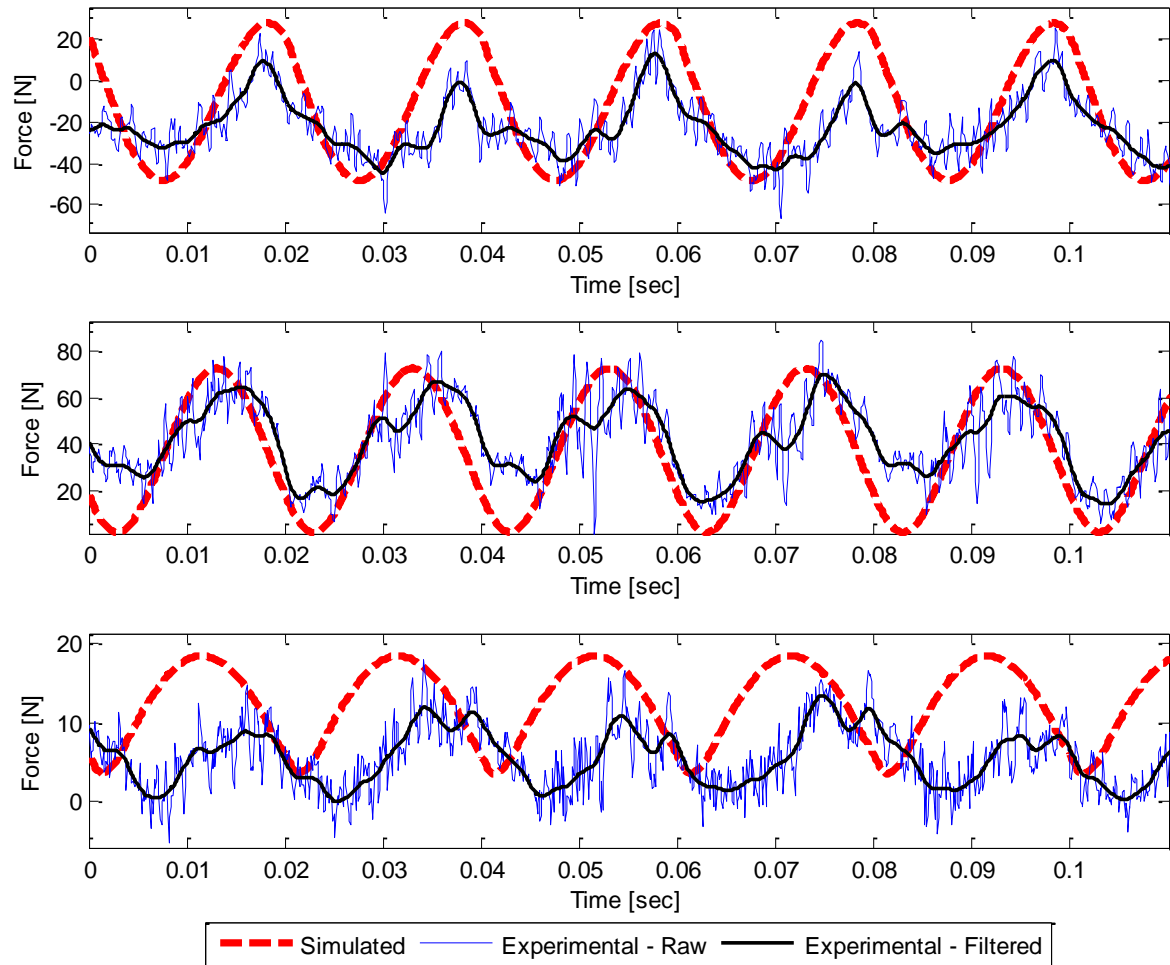 20
0
-20
-40
-60
Force [N]
0 0.01 0.02 0.03 0.04 0.05 0.06 0.07 0.08 0.09 0.1
Time [sec]
80
60
40
20
Force [N]
0 0.01 0.02 0.03 0.04 0.05 0.06 0.07 0.08 0.09 0.1
Time [sec]
20
10
0
Force [N]
0 0.01 0.02 0.03 0.04 0.05 0.06 0.07 0.08 0.09 0.1
Time [sec]
Simulated Experimental - Raw Experimental - Filtered